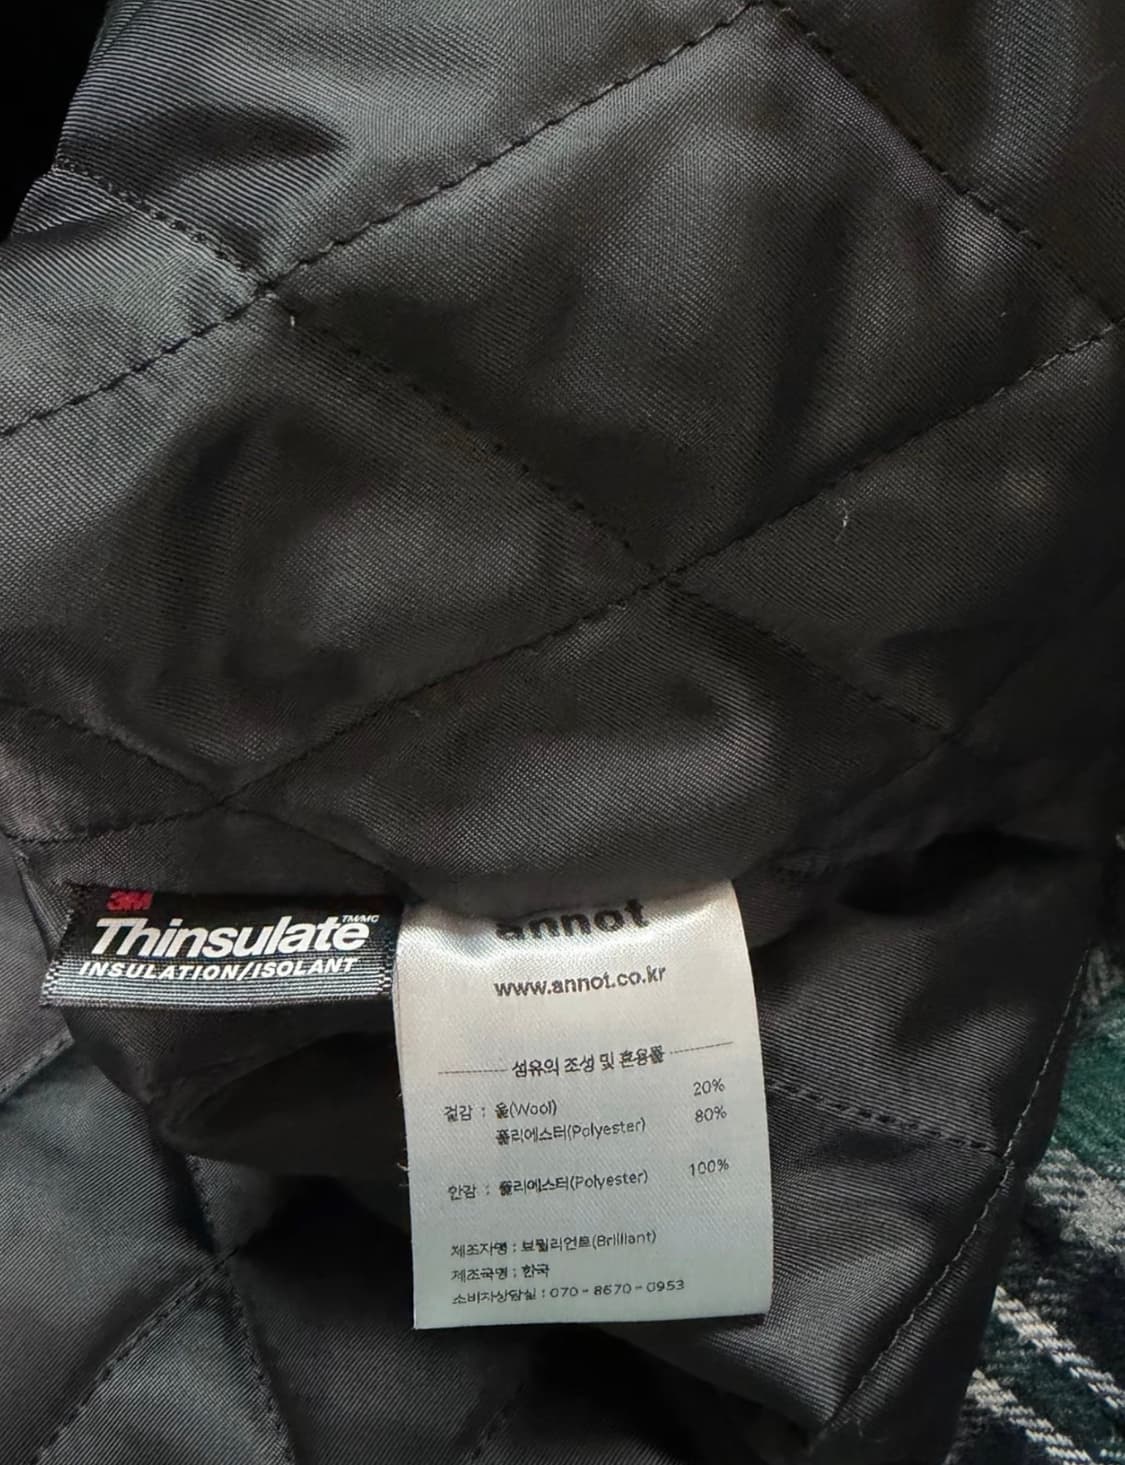 3M
Thinsulate TM/MC
INSULATION/ISOLANT
annot
www.annot.co.kr
섬유의 조성 및 혼용률
겉감 : 울(Wool) 20%
폴리에스터(Polyester) 80%
안감 : 폴리에스터(Polyester) 100%
제조자명 : 브릴리언트(Brilliant)
제조국명 : 한국
소비자상담실 : 070-8670-0953